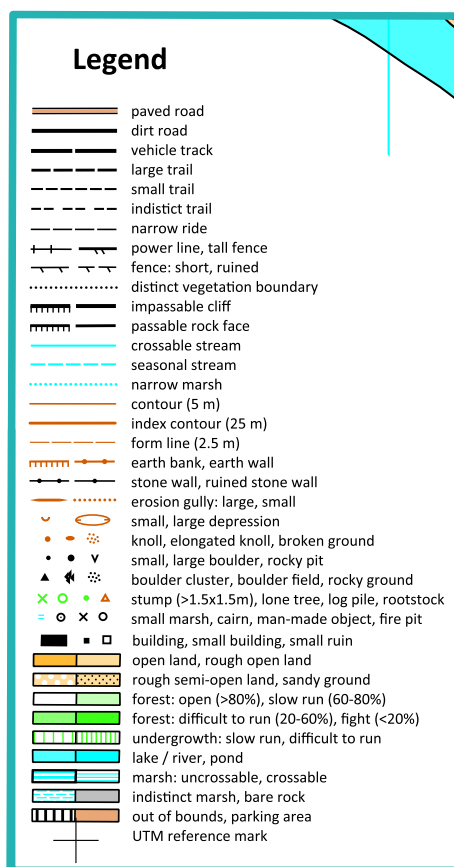 Legend
paved road
dirt road
vehicle track
large trail
small trail
indistict trail
narrow ride
power line, tall fence
fence: short, ruined
distinct vegetation boundary
impassable cliff
passable rock face
crossable stream
seasonal stream
narrow marsh
contour (5 m)
index contour (25 m)
form line (2.5 m)
earth bank, earth wall
stone wall, ruined stone wall
erosion gully: large, small
small, large depression
knoll, elongated knoll, broken ground
small, large boulder, rocky pit
boulder cluster, boulder field, rocky ground
stump (>1.5x1.5m), lone tree, log pile, rootstock
small marsh, cairn, man-made object, fire pit
building, small building, small ruin
open land, rough open land
rough semi-open land, sandy ground
forest: open (>80%), slow run (60-80%)
forest: difficult to run (20-60%), fight (<20%)
undergrowth: slow run, difficult to run
lake / river, pond
marsh: uncrossable, crossable
indistinct marsh, bare rock
out of bounds, parking area
UTM reference mark